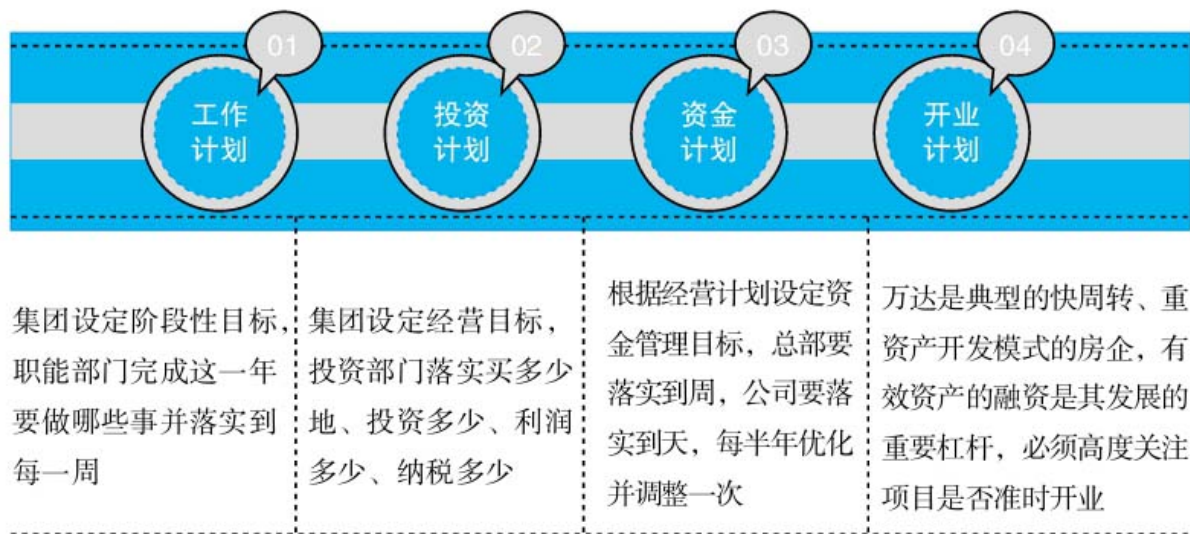 01
工作
计划
02
投资
计划
03
资金
计划
04
开业
计划
集团设定阶段性目标，
职能部门完成这一年
要做哪些事并落实到
每一周
集团设定经营目标，
投资部门落实买多少
地、投资多少、利润
多少、纳税多少
根据经营计划设定资
金管理目标，总部要
落实到周，公司要落
实到天，每半年优化
并调整一次
万达是典型的快周转、重
资产开发模式的房企，有
效资产的融资是其发展的
重要杠杆，必须高度关注
项目是否准时开业